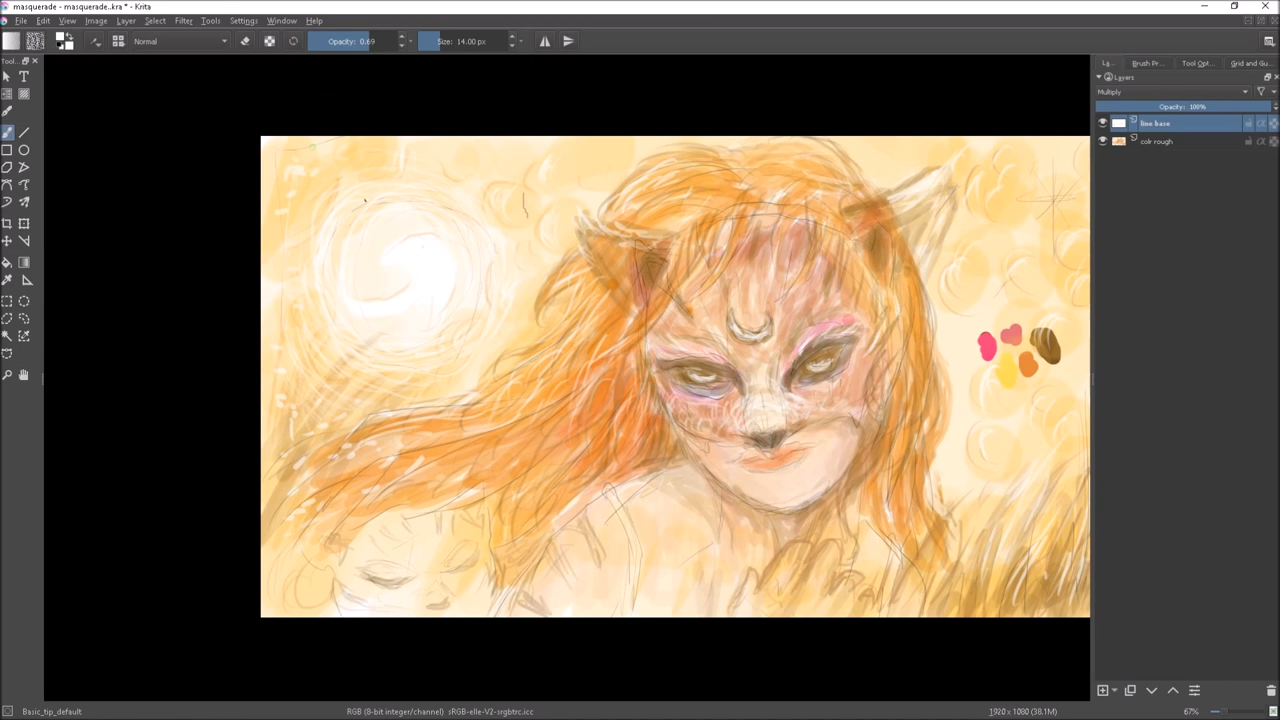 masquerade - masquerade..kra * - Krita
File Edit View Image Layer Select Filter Tools Settings Window Help
Normal Opacity: 0.69 Size: 14.00 px
Tool... La... Brush Pr... Tool Opt... Grid and Gu...
Layers
Multiply
Opacity: 100%
line base
colr rough
Basic_tip_default RGB (8-bit integer/channel) sRGB-elle-V2-srgbtrc.icc 1920 x 1080 (38.1M) 67%